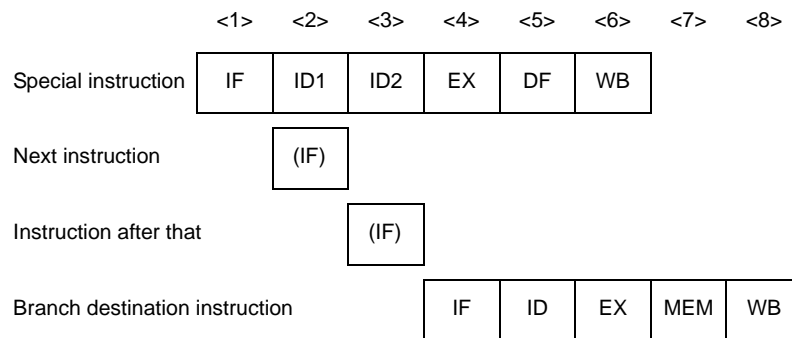 <1> <2> <3> <4> <5> <6> <7> <8>
Special instruction IF ID1 ID2 EX DF WB
Next instruction (IF)
Instruction after that (IF)
Branch destination instruction IF ID EX MEM WB